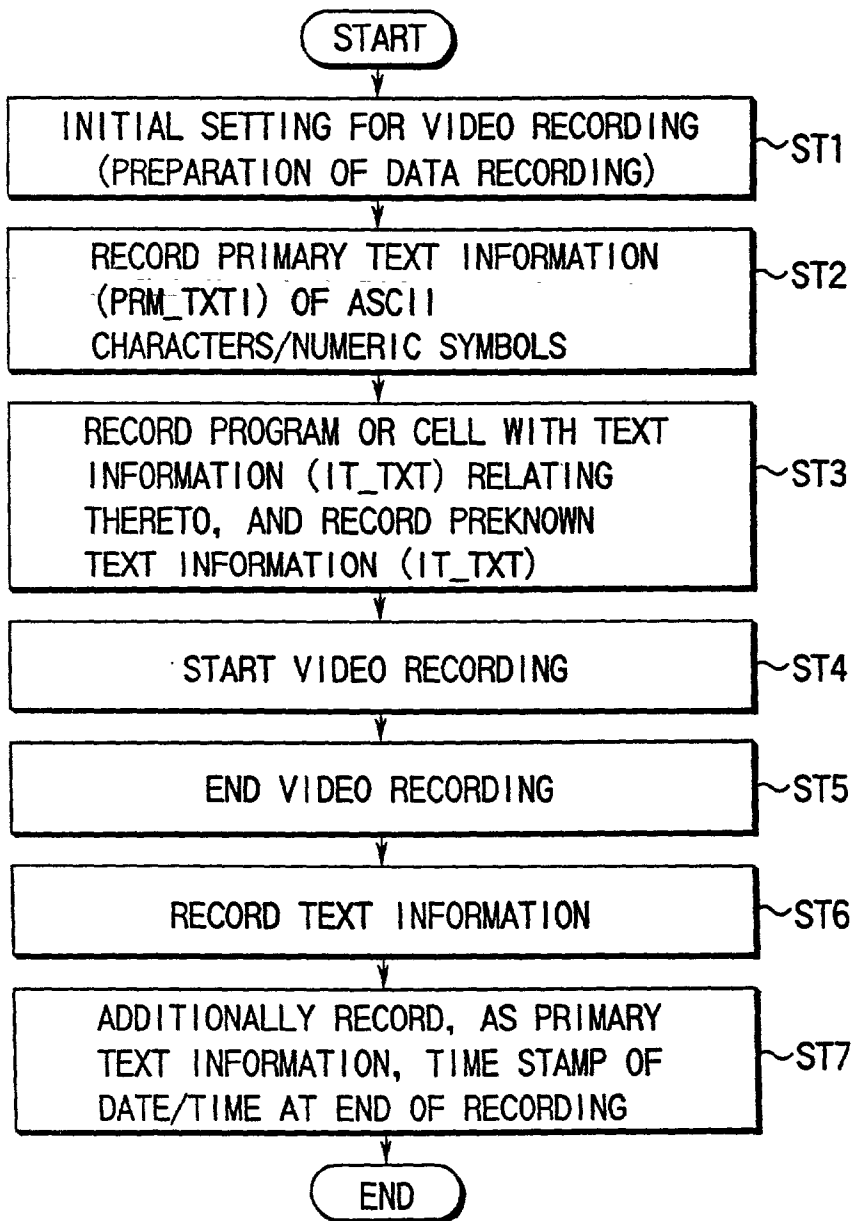 START
INITIAL SETTING FOR VIDEO RECORDING
(PREPARATION OF DATA RECORDING)
ST1
RECORD PRIMARY TEXT INFORMATION
(PRM_TXTI) OF ASCII
CHARACTERS/NUMERIC SYMBOLS
ST2
RECORD PROGRAM OR CELL WITH TEXT
INFORMATION (IT_TXT) RELATING
THERETO, AND RECORD PREKNOWN
TEXT INFORMATION (IT_TXT)
ST3
START VIDEO RECORDING
ST4
END VIDEO RECORDING
ST5
RECORD TEXT INFORMATION
ST6
ADDITIONALLY RECORD, AS PRIMARY
TEXT INFORMATION, TIME STAMP OF
DATE/TIME AT END OF RECORDING
ST7
END